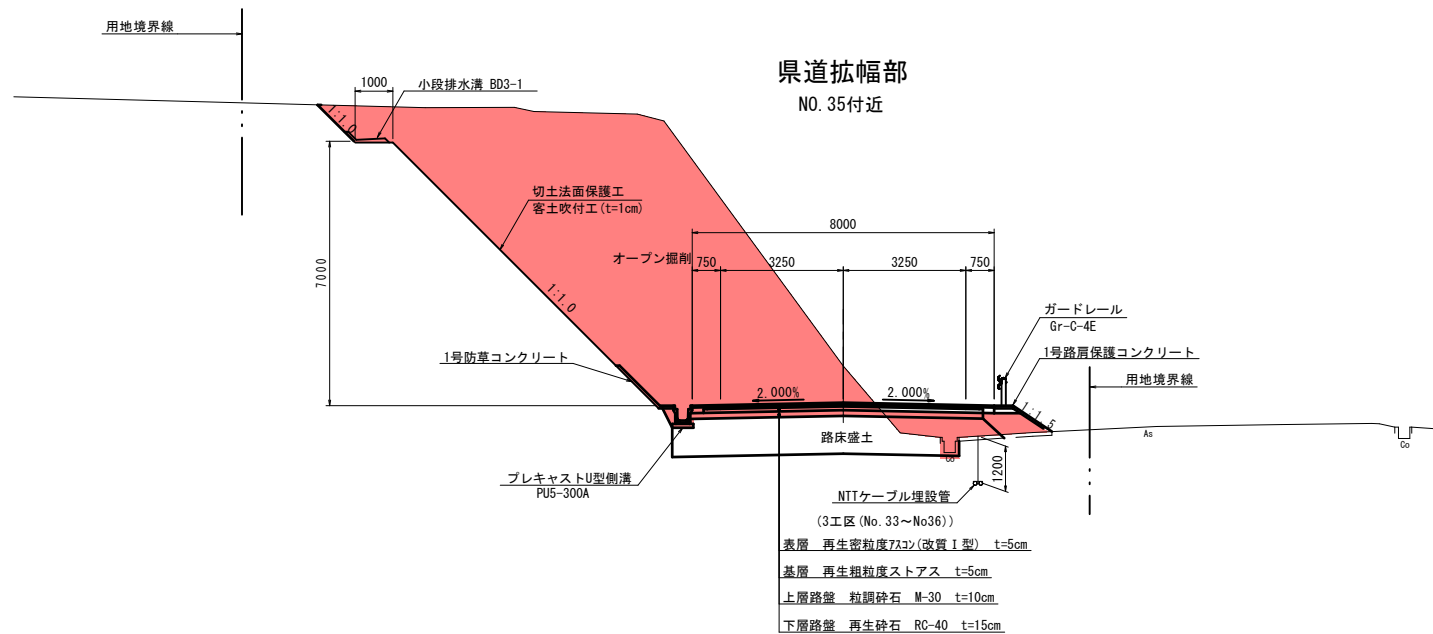 用地境界線
県道拡幅部
NO.35付近
1000
小段排水溝 BD3-1
1:1.0
7000
切土法面保護工
客土吹付工(t=1cm)
8000
オープン掘削
750
3250
3250
750
1:1.0
ガードレール
Gr-C-4E
1号防草コンクリート
1号路肩保護コンクリート
用地境界線
2.000%
2.000%
1:1.5
路床盛土
As
Co
Co
1200
プレキャストU型側溝
PU5-300A
NTTケーブル埋設管
(3工区(No.33～No36))
表層 再生密粒度アスコン(改質Ⅰ型) t=5cm
基層 再生粗粒度ストアス t=5cm
上層路盤 粒調砕石 M-30 t=10cm
下層路盤 再生砕石 RC-40 t=15cm